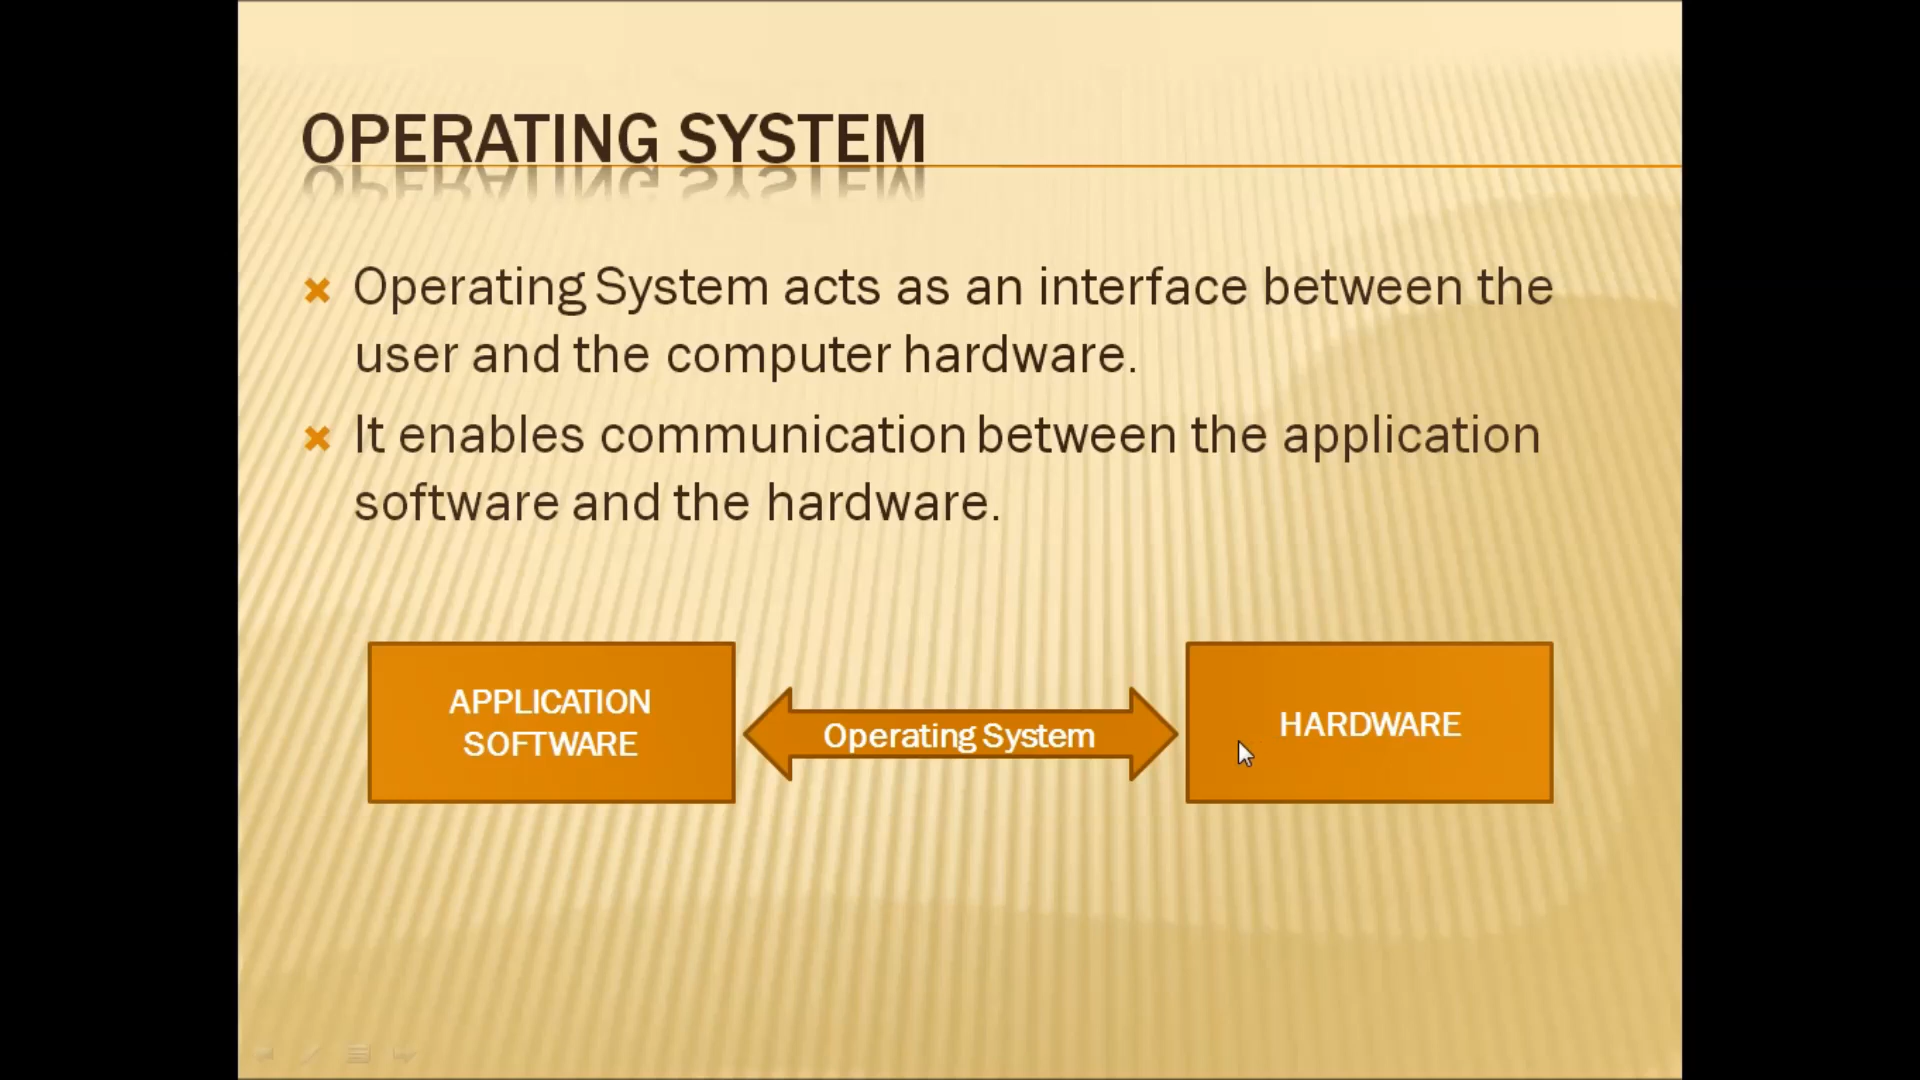 OPERATING SYSTEM
Operating System acts as an interface between the
user and the computer hardware.
It enables communication between the application
software and the hardware.
APPLICATION
SOFTWARE
Operating System
HARDWARE